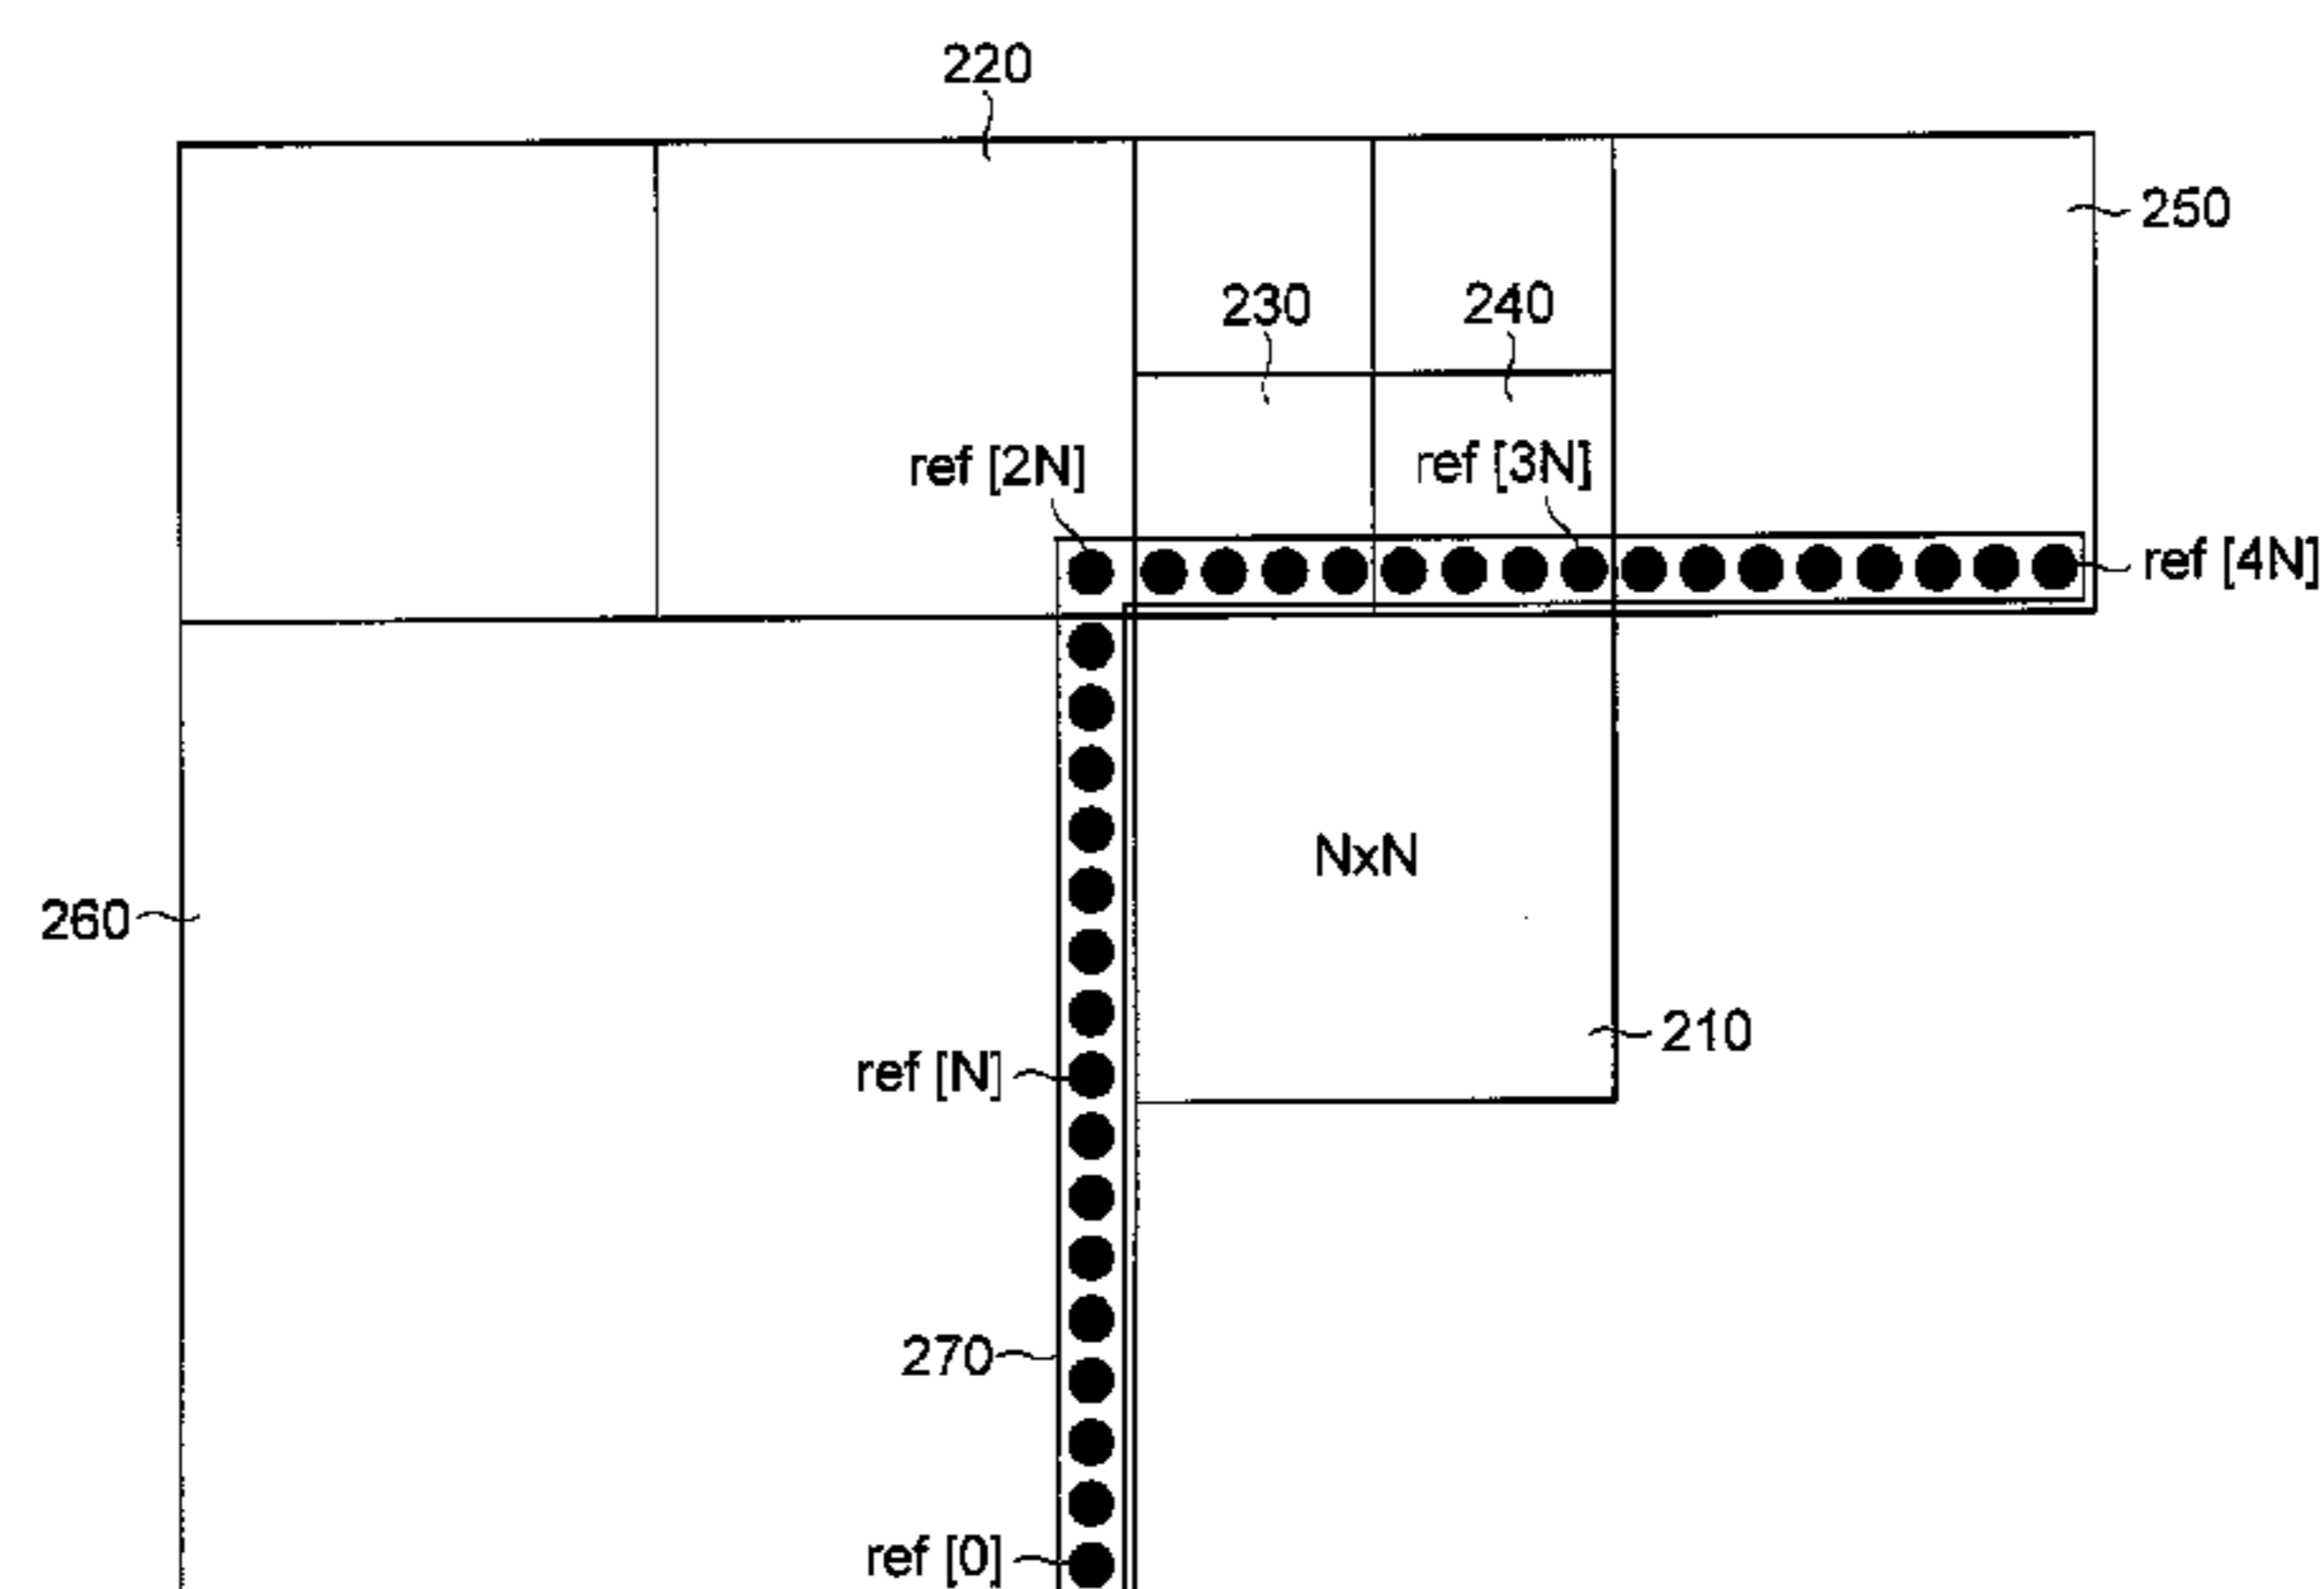 220
250
230
240
ref [2N]
ref [3N]
ref [4N]
NxN
260
210
ref [N]
270
ref [0]